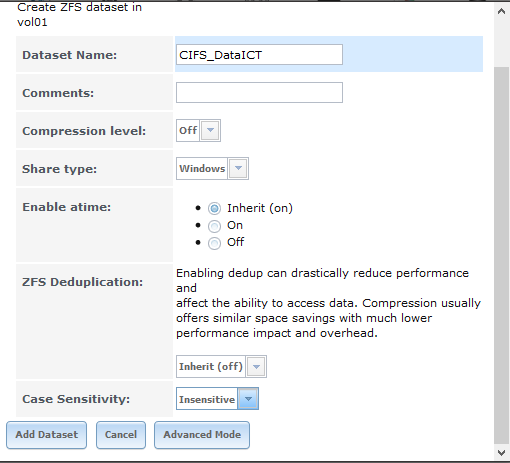 Create ZFS dataset in
vol01
Dataset Name:
CIFS_DataICT
Comments:
Compression level:
Off
Share type:
Windows
Enable atime:
Inherit (on)
On
Off
ZFS Deduplication:
Enabling dedup can drastically reduce performance
and
affect the ability to access data. Compression usually
offers similar space savings with much lower
performance impact and overhead.
Inherit (off)
Case Sensitivity:
Insensitive
Add Dataset
Cancel
Advanced Mode